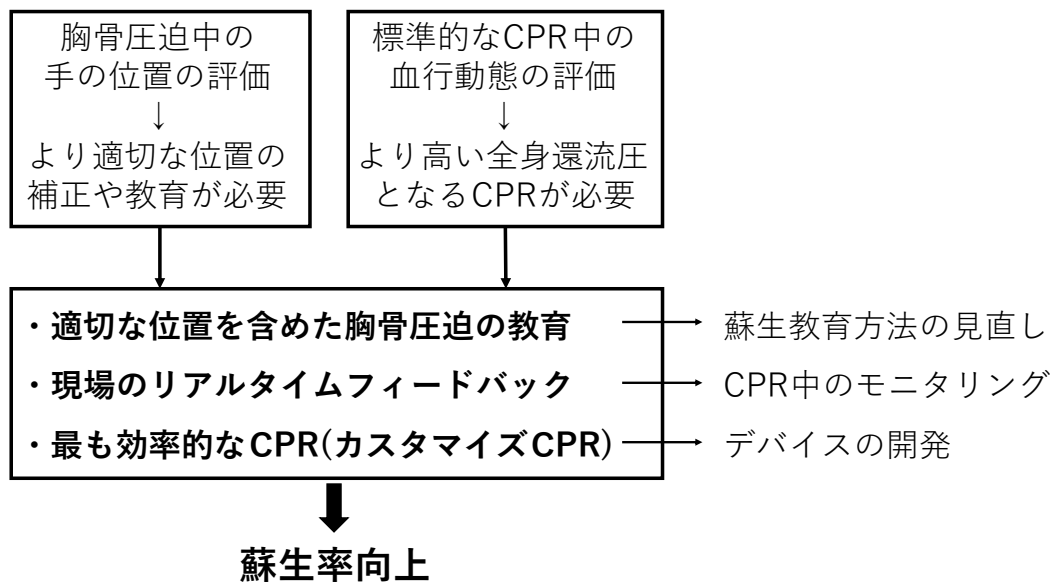 胸骨圧迫中の
手の位置の評価
↓
より適切な位置の
補正や教育が必要
標準的なCPR中の
血行動態の評価
↓
より高い全身還流圧
となるCPRが必要
・適切な位置を含めた胸骨圧迫の教育
蘇生教育方法の見直し
・現場のリアルタイムフィードバック
CPR中のモニタリング
・最も効率的なCPR(カスタマイズCPR)
デバイスの開発
蘇生率向上